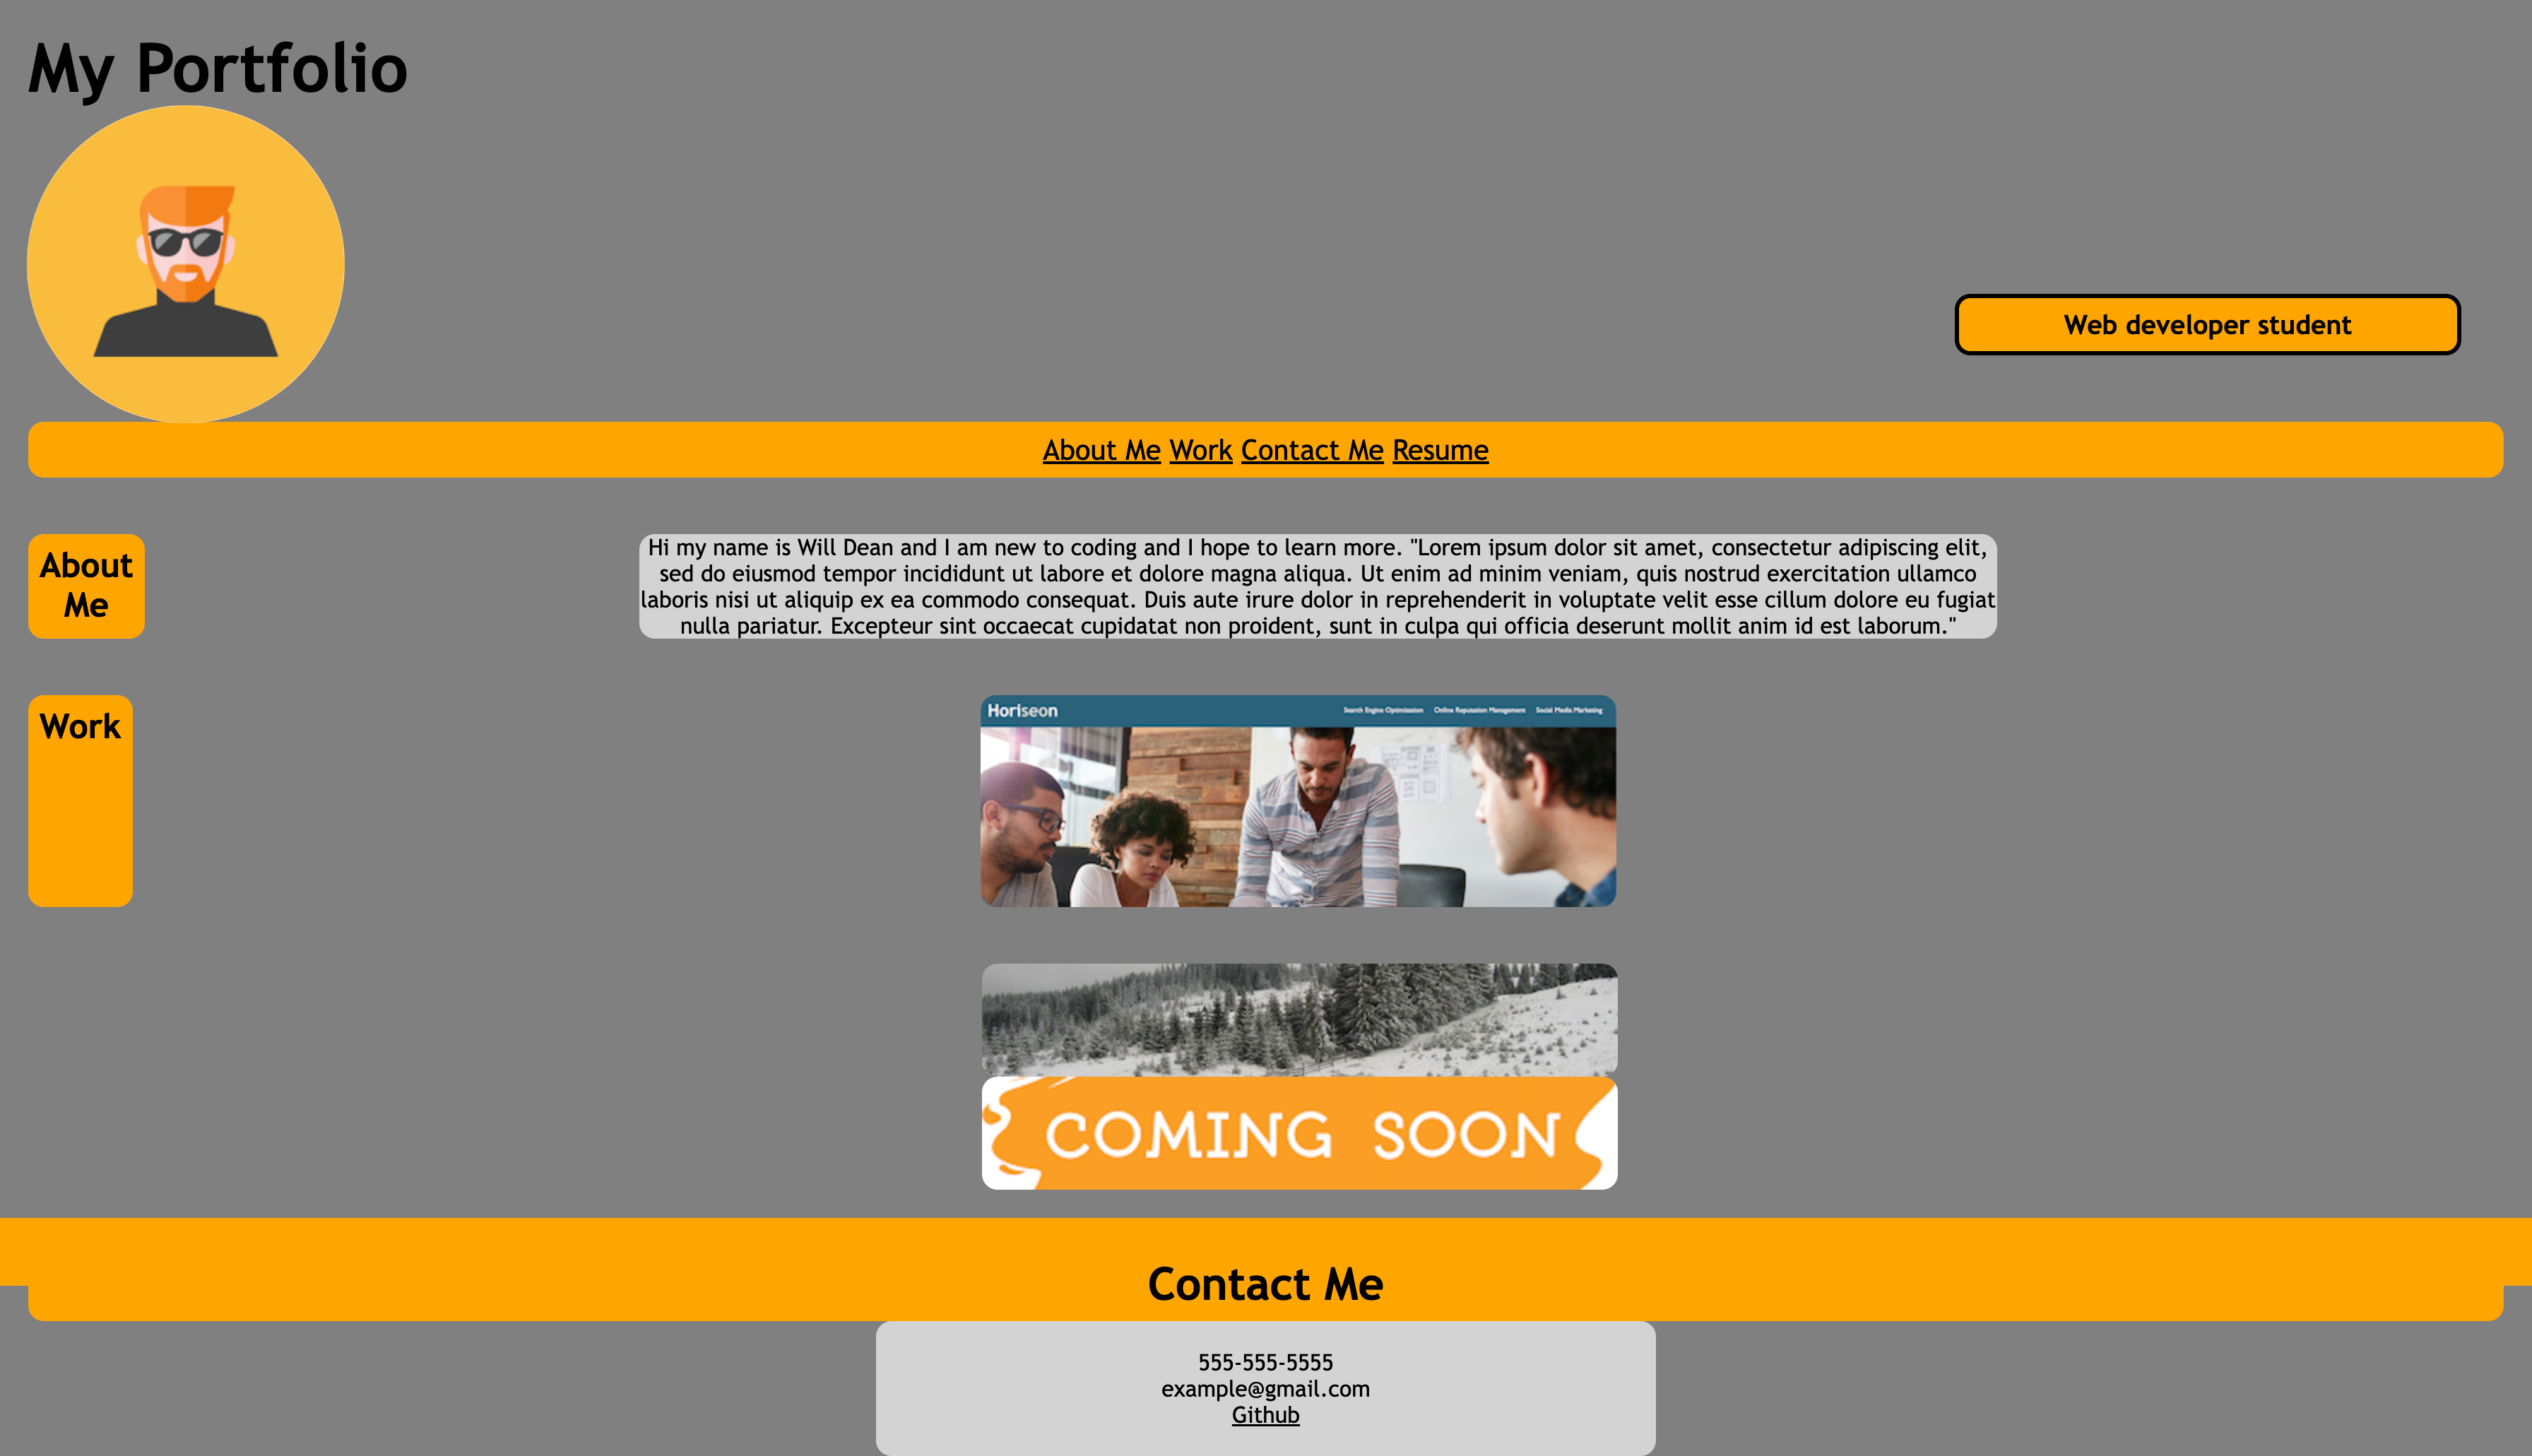 My Portfolio
Web developer student
About Me Work Contact Me Resume
About
Me
Hi my name is Will Dean and I am new to coding and I hope to learn more. "Lorem ipsum dolor sit amet, consectetur adipiscing elit,
sed do eiusmod tempor incididunt ut labore et dolore magna aliqua. Ut enim ad minim veniam, quis nostrud exercitation ullamco
laboris nisi ut aliquip ex ea commodo consequat. Duis aute irure dolor in reprehenderit in voluptate velit esse cillum dolore eu fugiat
nulla pariatur. Excepteur sint occaecat cupidatat non proident, sunt in culpa qui officia deserunt mollit anim id est laborum."
Work
Horiseon
Search Engine Optimization Online Reputation Management Social Media Marketing
COMING SOON
Contact Me
555-555-5555
example@gmail.com
Github